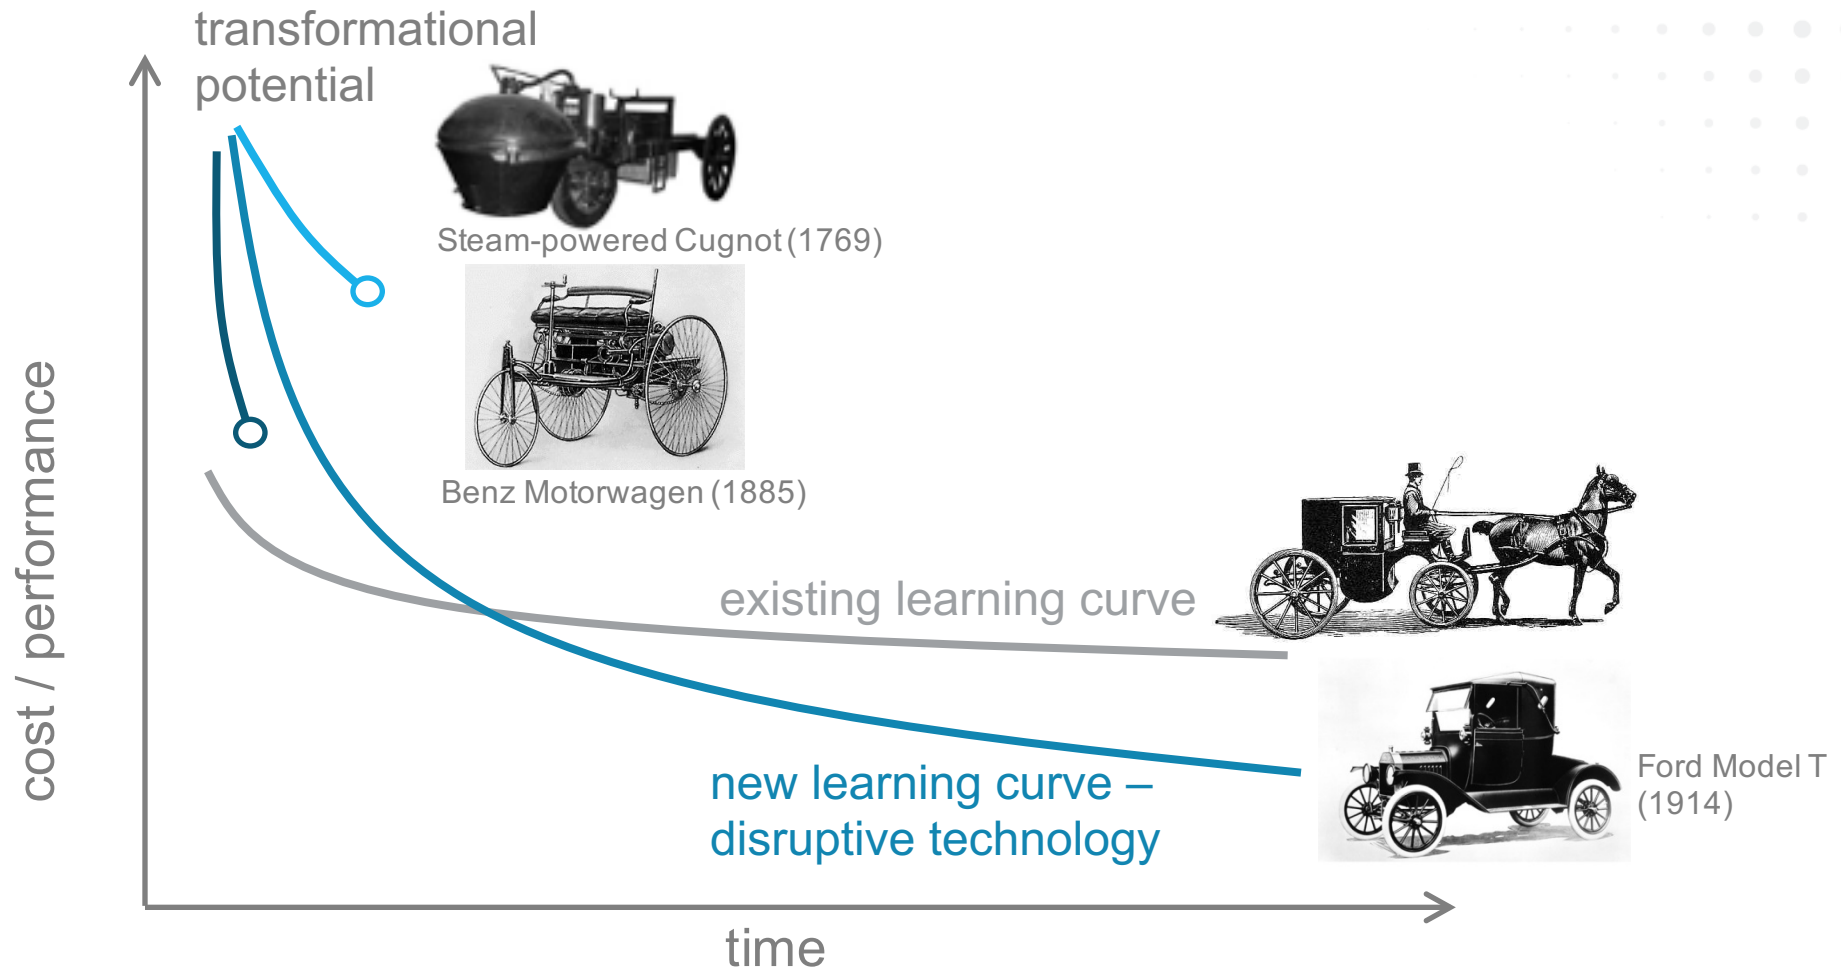 transformational
potential
Steam-powered Cugnot (1769)
Benz Motorwagen (1885)
cost / performance
existing learning curve
new learning curve –
disruptive technology
Ford Model T
(1914)
time